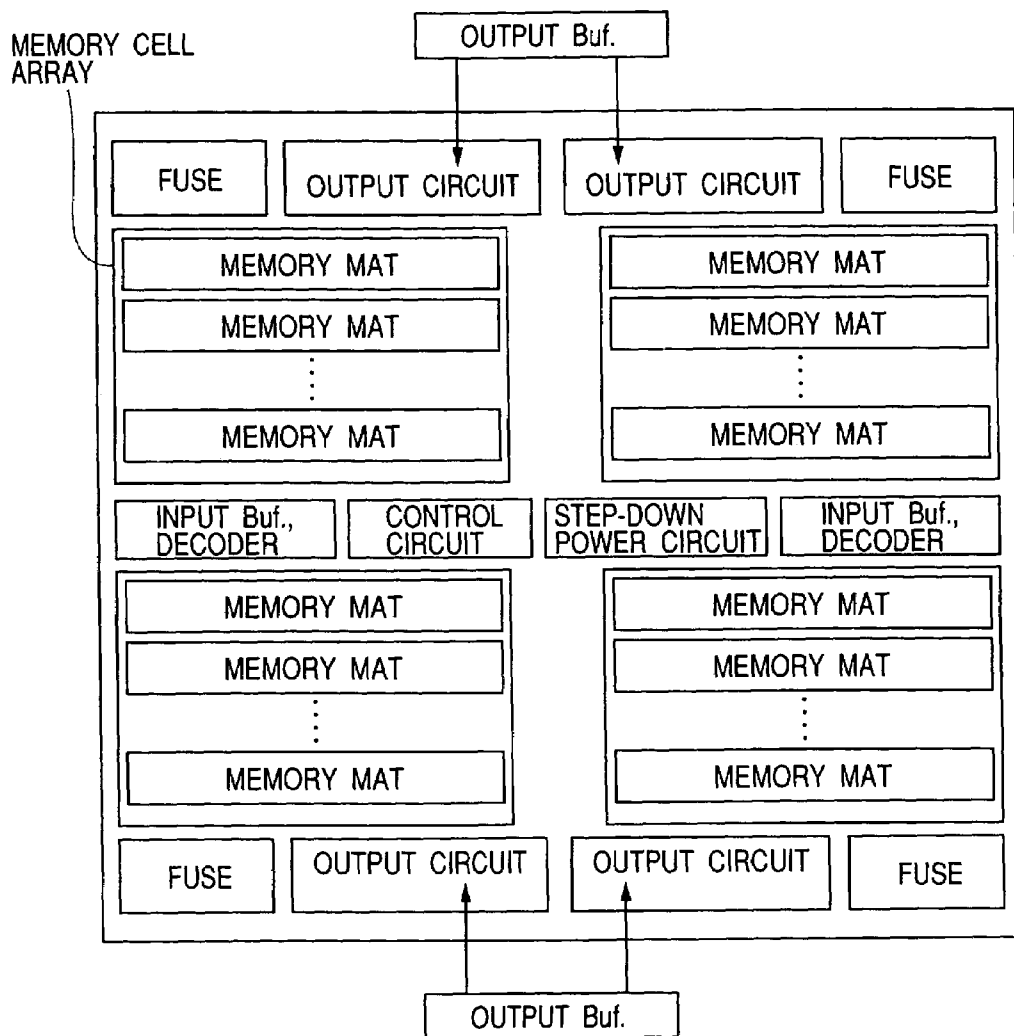 OUTPUT Buf.
MEMORY CELL
ARRAY
FUSE
OUTPUT CIRCUIT
OUTPUT CIRCUIT
FUSE
MEMORY MAT
MEMORY MAT
MEMORY MAT
MEMORY MAT
MEMORY MAT
MEMORY MAT
INPUT Buf.,
DECODER
CONTROL
CIRCUIT
STEP-DOWN
POWER CIRCUIT
INPUT Buf.,
DECODER
MEMORY MAT
MEMORY MAT
MEMORY MAT
MEMORY MAT
MEMORY MAT
MEMORY MAT
FUSE
OUTPUT CIRCUIT
OUTPUT CIRCUIT
FUSE
OUTPUT Buf.